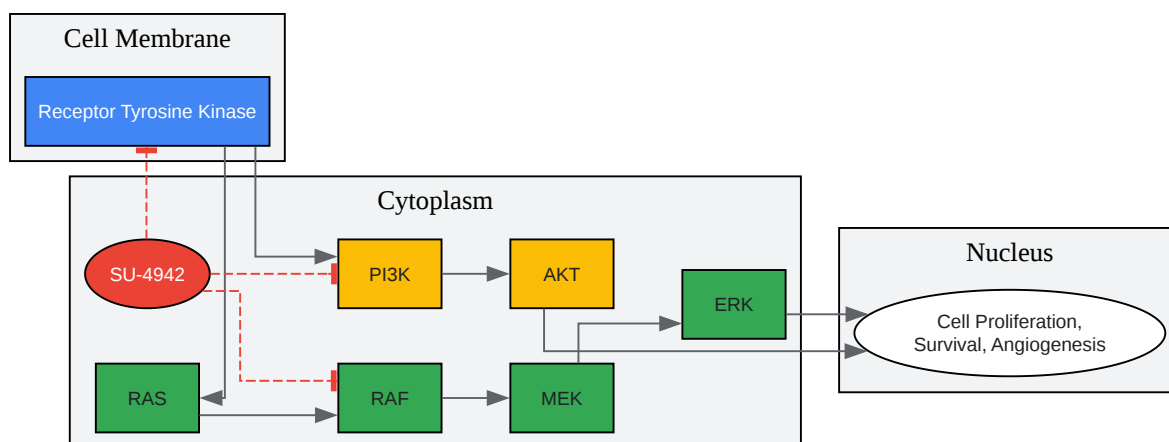 Cell Membrane
Receptor Tyrosine Kinase
Cytoplasm
SU-4942
PI3K
AKT
ERK
RAS
RAF
MEK
Nucleus
Cell Proliferation,
Survival, Angiogenesis